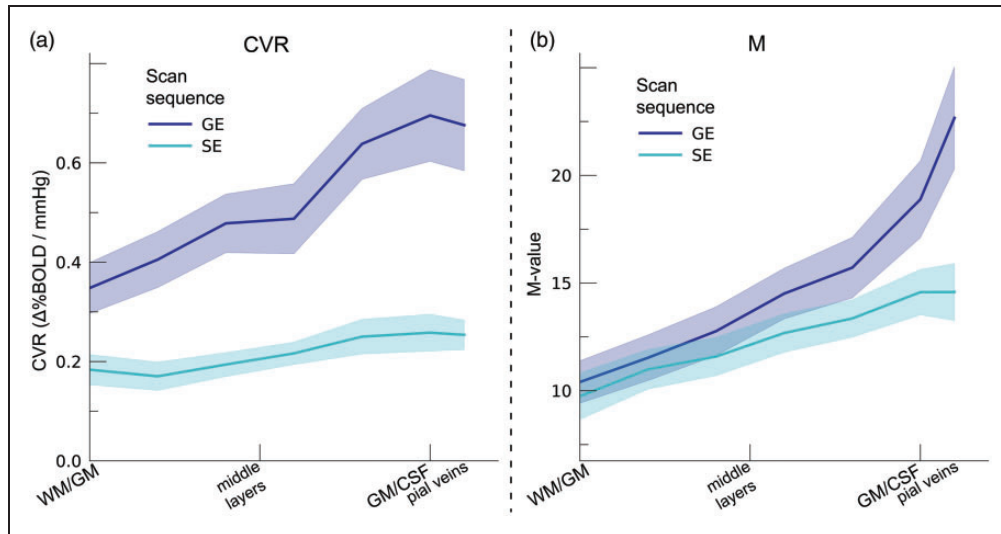 (a)
CVR
Scan
sequence
GE
SE
CVR (Δ%BOLD / mmHg)
0.6
0.4
0.2
0.0
WM/GM
middle
layers
GM/CSF
pial veins
(b)
M
Scan
sequence
GE
SE
M-value
20
15
10
WM/GM
middle
layers
GM/CSF
pial veins